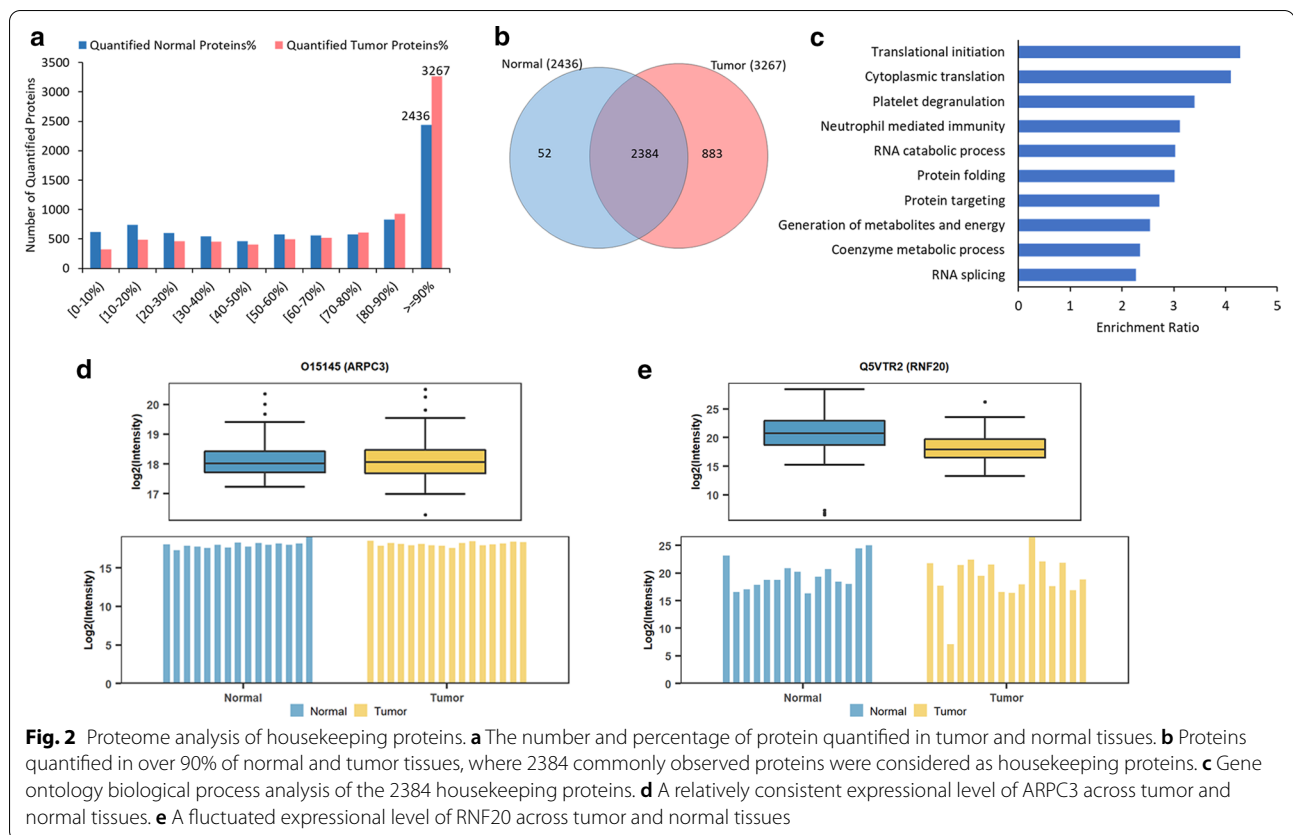 a
Quantified Normal Proteins%
Quantified Tumor Proteins%
Number of Quantified Proteins
3500
3000
2500
2000
1500
1000
500
0
2436
3267
[0-10%)
[10-20%)
[20-30%)
[30-40%)
[40-50%)
[50-60%)
[60-70%)
[70-80%)
[80-90%)
>=90%
b
Normal (2436)
Tumor (3267)
52
2384
883
c
Translational initiation
Cytoplasmic translation
Platelet degranulation
Neutrophil mediated immunity
RNA catabolic process
Protein folding
Protein targeting
Generation of metabolites and energy
Coenzyme metabolic process
RNA splicing
0 1 2 3 4 5
Enrichment Ratio
d
O15145 (ARPC3)
log2(Intensity)
20
19
18
17
Log2(Intensity)
15
10
5
0
Normal
Tumor
Normal Tumor
e
Q5VTR2 (RNF20)
log2(Intensity)
25
20
15
10
Log2(Intensity)
25
20
15
10
5
0
Normal
Tumor
Normal Tumor
Fig. 2 Proteome analysis of housekeeping proteins. a The number and percentage of protein quantified in tumor and normal tissues. b Proteins
quantified in over 90% of normal and tumor tissues, where 2384 commonly observed proteins were considered as housekeeping proteins. c Gene
ontology biological process analysis of the 2384 housekeeping proteins. d A relatively consistent expressional level of ARPC3 across tumor and
normal tissues. e A fluctuated expressional level of RNF20 across tumor and normal tissues